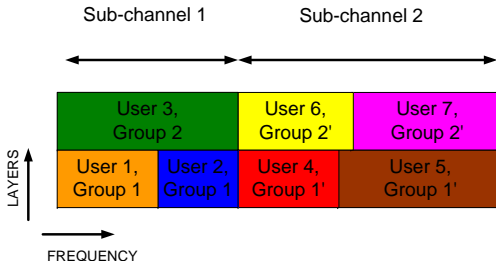 Sub-channel 1
Sub-channel 2
User 3,
Group 2
User 6,
Group 2'
User 7,
Group 2'
User 1,
Group 1
User 2,
Group 1
User 4,
Group 1'
User 5,
Group 1'
LAYERS
FREQUENCY